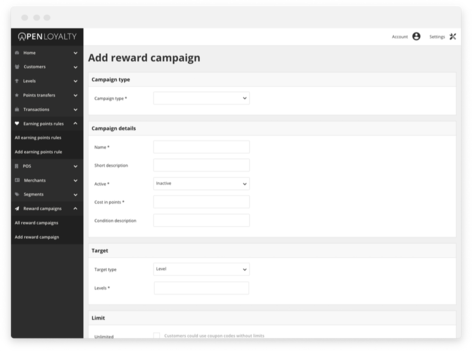 OPEN LOYALTY
Account
Settings
Home
Customers
Levels
Points transfers
Transactions
Earning points rules
All earning points rules
Add earning points rule
POS
Merchants
Segments
Reward campaigns
All reward campaigns
Add reward campaign
Add reward campaign
Campaign type
Campaign type *
Campaign details
Name *
Short description
Active *
Inactive
Cost in points *
Condition description
Target
Target type
Level
Levels *
Limit
Unlimited
Customers could use coupon codes without limits